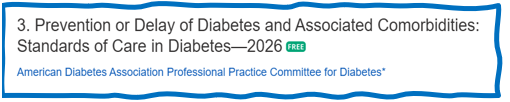 3. Prevention or Delay of Diabetes and Associated Comorbidities:
Standards of Care in Diabetes—2026 FREE
American Diabetes Association Professional Practice Committee for Diabetes*